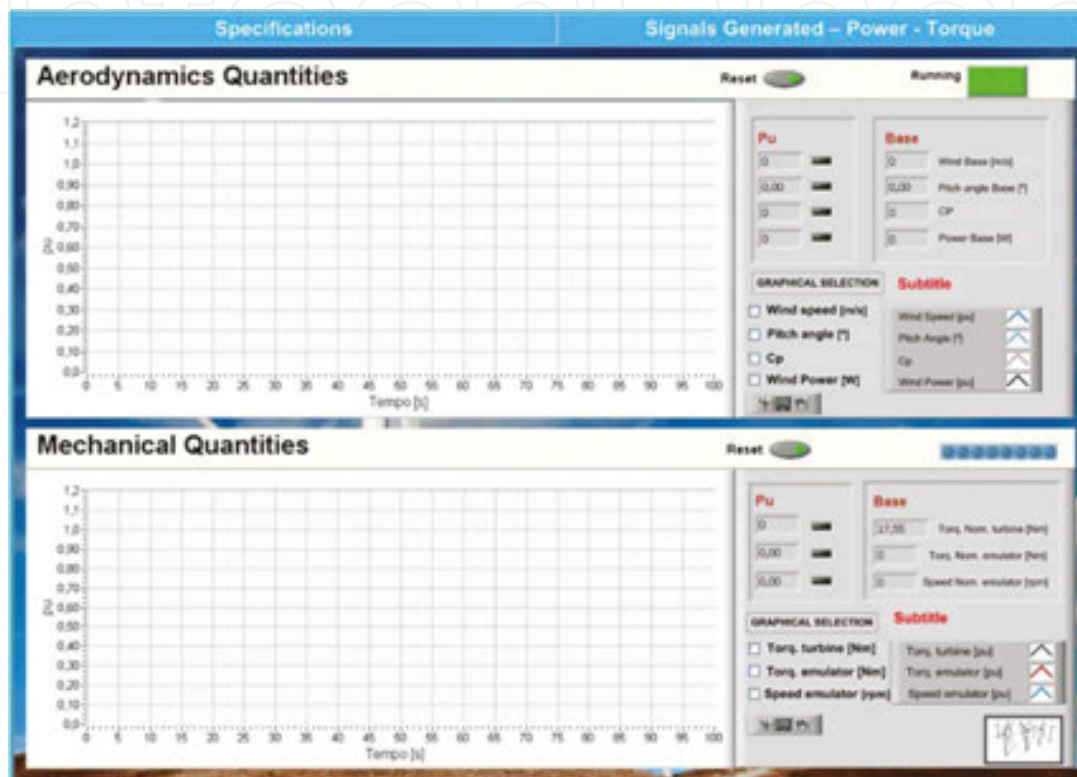 Specifications Signals Generated – Power - Torque
Aerodynamics Quantities Reset Running
1,2
1,1
1,0
0,90
0,80
0,70
pu 0,60
0,50
0,40
0,30
0,20
0,10
0,0
0 5 10 15 20 25 30 35 40 45 50 55 60 65 70 75 80 85 90 95 100
Tempo [s]
Pu Base
0 0 Wind Base [m/s]
0,00 0,00 Pitch angle Base [°]
0 0 CP
0 0 Power Base [W]
GRAPHICAL SELECTION Subtitle
Wind speed [m/s] Wind Speed [pu]
Pitch angle [°] Pitch Angle [°]
Cp Cp
Wind Power [W] Wind Power [pu]
Mechanical Quantities Reset
1,2
1,1
1,0
0,90
0,80
0,70
pu 0,60
0,50
0,40
0,30
0,20
0,10
0,0
0 5 10 15 20 25 30 35 40 45 50 55 60 65 70 75 80 85 90 95 100
Tempo [s]
Pu Base
0 17,55 Torq. Nom. turbine [Nm]
0,00 0 Torq. Nom. emulator [Nm]
0,00 0 Speed Nom. emulator [rpm]
GRAPHICAL SELECTION Subtitle
Torq. turbine [Nm] Torq. turbine [pu]
Torq. emulator [Nm] Torq. emulator [pu]
Speed emulator [rpm] Speed emulator [pu]